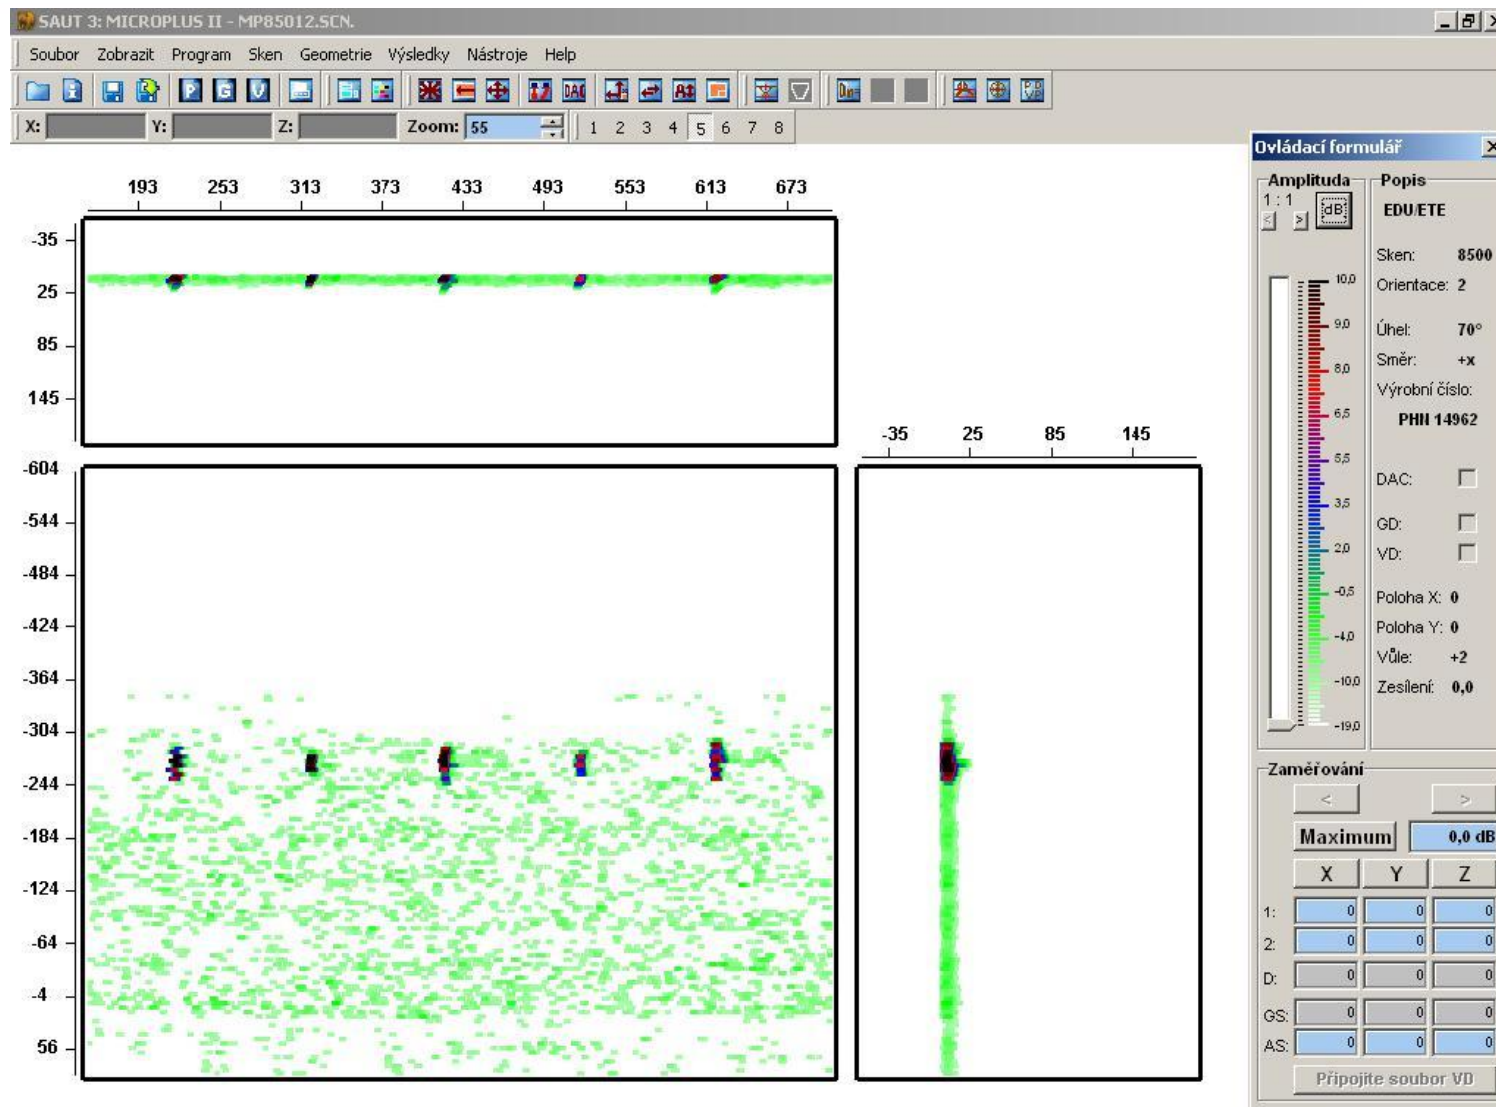 SAUT 3: MICROPLUS II - MP85012.SCN.
Soubor Zobrazit Program Sken Geometrie Výsledky Nástroje Help
P G V DAC
X: Y: Z: Zoom: 55 1 2 3 4 5 6 7 8
Ovládací formulář
193 253 313 373 433 493 553 613 673
-35
25
85
145
-35 25 85 145
-604
-544
-484
-424
-364
-304
-244
-184
-124
-64
-4
56
Amplituda
1 : 1
< > dB
10,0
9,0
8,0
6,5
5,5
3,5
2,0
-0,5
-4,0
-10,0
-19,0
Popis
EDU/ETE
Sken: 8500
Orientace: 2
Úhel: 70°
Směr: +x
Výrobní číslo:
PHN 14962
DAC:
GD:
VD:
Poloha X: 0
Poloha Y: 0
Vůle: +2
Zesílení: 0,0
Zaměřování
< >
Maximum 0,0 dB
X Y Z
1: 0 0 0
2: 0 0 0
D: 0 0 0
GS: 0 0 0
AS: 0 0 0
Připojite soubor VD